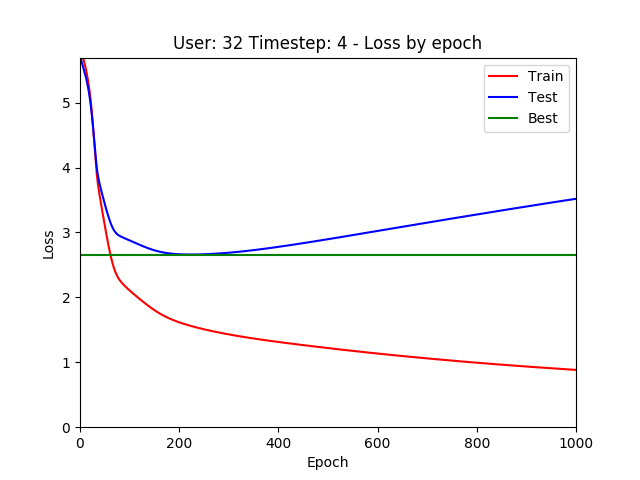 User: 32 Timestep: 4 - Loss by epoch
Train
Test
Best
5
4
3
2
1
0
Loss
0 200 400 600 800 1000
Epoch